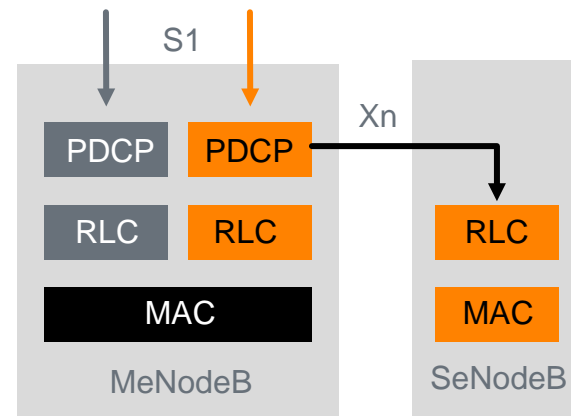 S1
Xn
PDCP PDCP
RLC RLC RLC
MAC MAC
MeNodeB SeNodeB